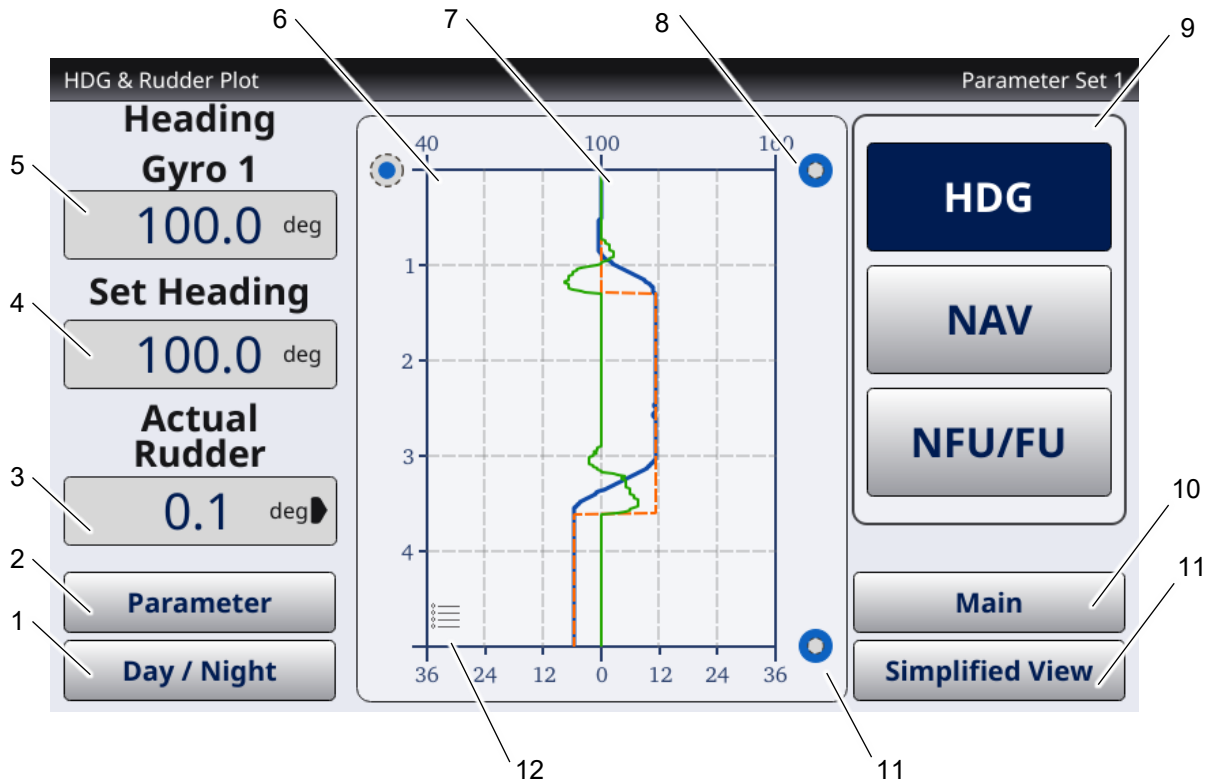 6
7
8
9
HDG & Rudder Plot
Parameter Set 1
Heading
Gyro 1
100.0 deg
5
Set Heading
100.0 deg
4
Actual
Rudder
0.1 deg
3
2
Parameter
1
Day / Night
40 100 160
1
2
3
4
36 24 12 0 12 24 36
HDG
NAV
NFU/FU
10
Main
11
Simplified View
12
11